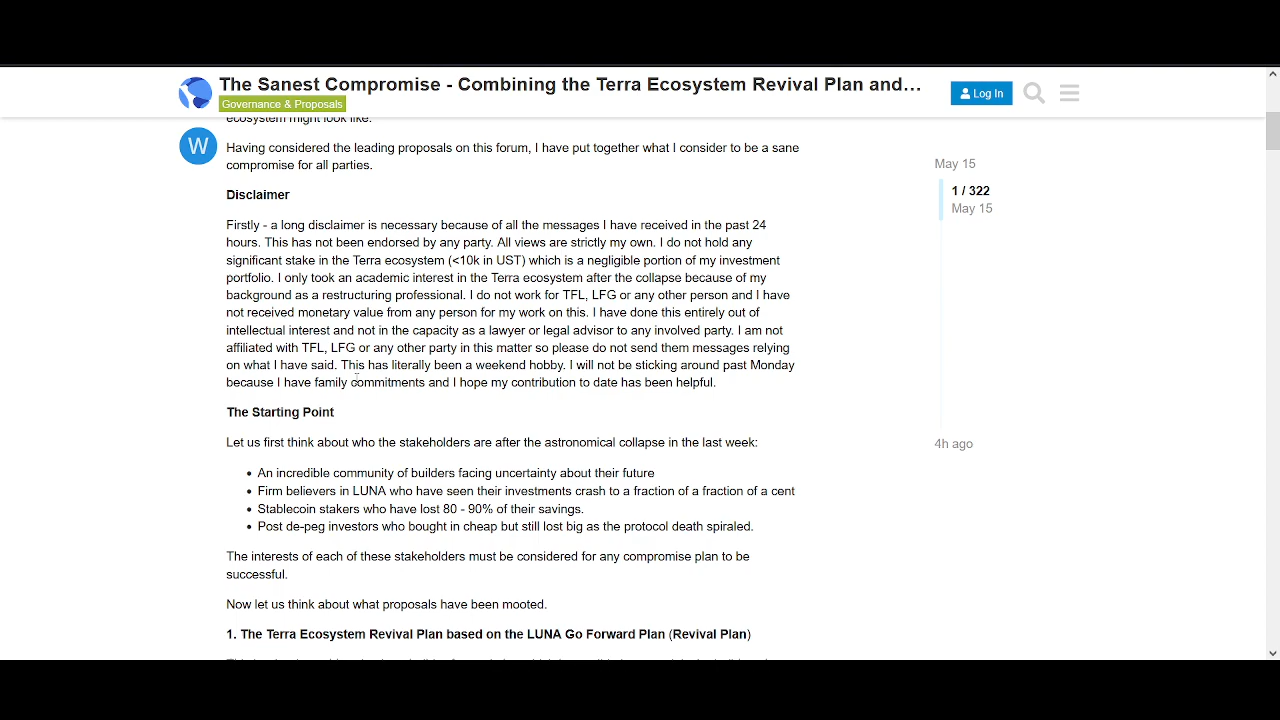 The Sanest Compromise - Combining the Terra Ecosystem Revival Plan and...
Governance & Proposals
Log In
ecosystem might look like.
W
Having considered the leading proposals on this forum, I have put together what I consider to be a sane
compromise for all parties.
Disclaimer
Firstly - a long disclaimer is necessary because of all the messages I have received in the past 24
hours. This has not been endorsed by any party. All views are strictly my own. I do not hold any
significant stake in the Terra ecosystem (<10k in UST) which is a negligible portion of my investment
portfolio. I only took an academic interest in the Terra ecosystem after the collapse because of my
background as a restructuring professional. I do not work for TFL, LFG or any other person and I have
not received monetary value from any person for my work on this. I have done this entirely out of
intellectual interest and not in the capacity as a lawyer or legal advisor to any involved party. I am not
affiliated with TFL, LFG or any other party in this matter so please do not send them messages relying
on what I have said. This has literally been a weekend hobby. I will not be sticking around past Monday
because I have family commitments and I hope my contribution to date has been helpful.
The Starting Point
Let us first think about who the stakeholders are after the astronomical collapse in the last week:
• An incredible community of builders facing uncertainty about their future
• Firm believers in LUNA who have seen their investments crash to a fraction of a fraction of a cent
• Stablecoin stakers who have lost 80 - 90% of their savings.
• Post de-peg investors who bought in cheap but still lost big as the protocol death spiraled.
The interests of each of these stakeholders must be considered for any compromise plan to be
successful.
Now let us think about what proposals have been mooted.
1. The Terra Ecosystem Revival Plan based on the LUNA Go Forward Plan (Revival Plan)
May 15
1 / 322
May 15
4h ago